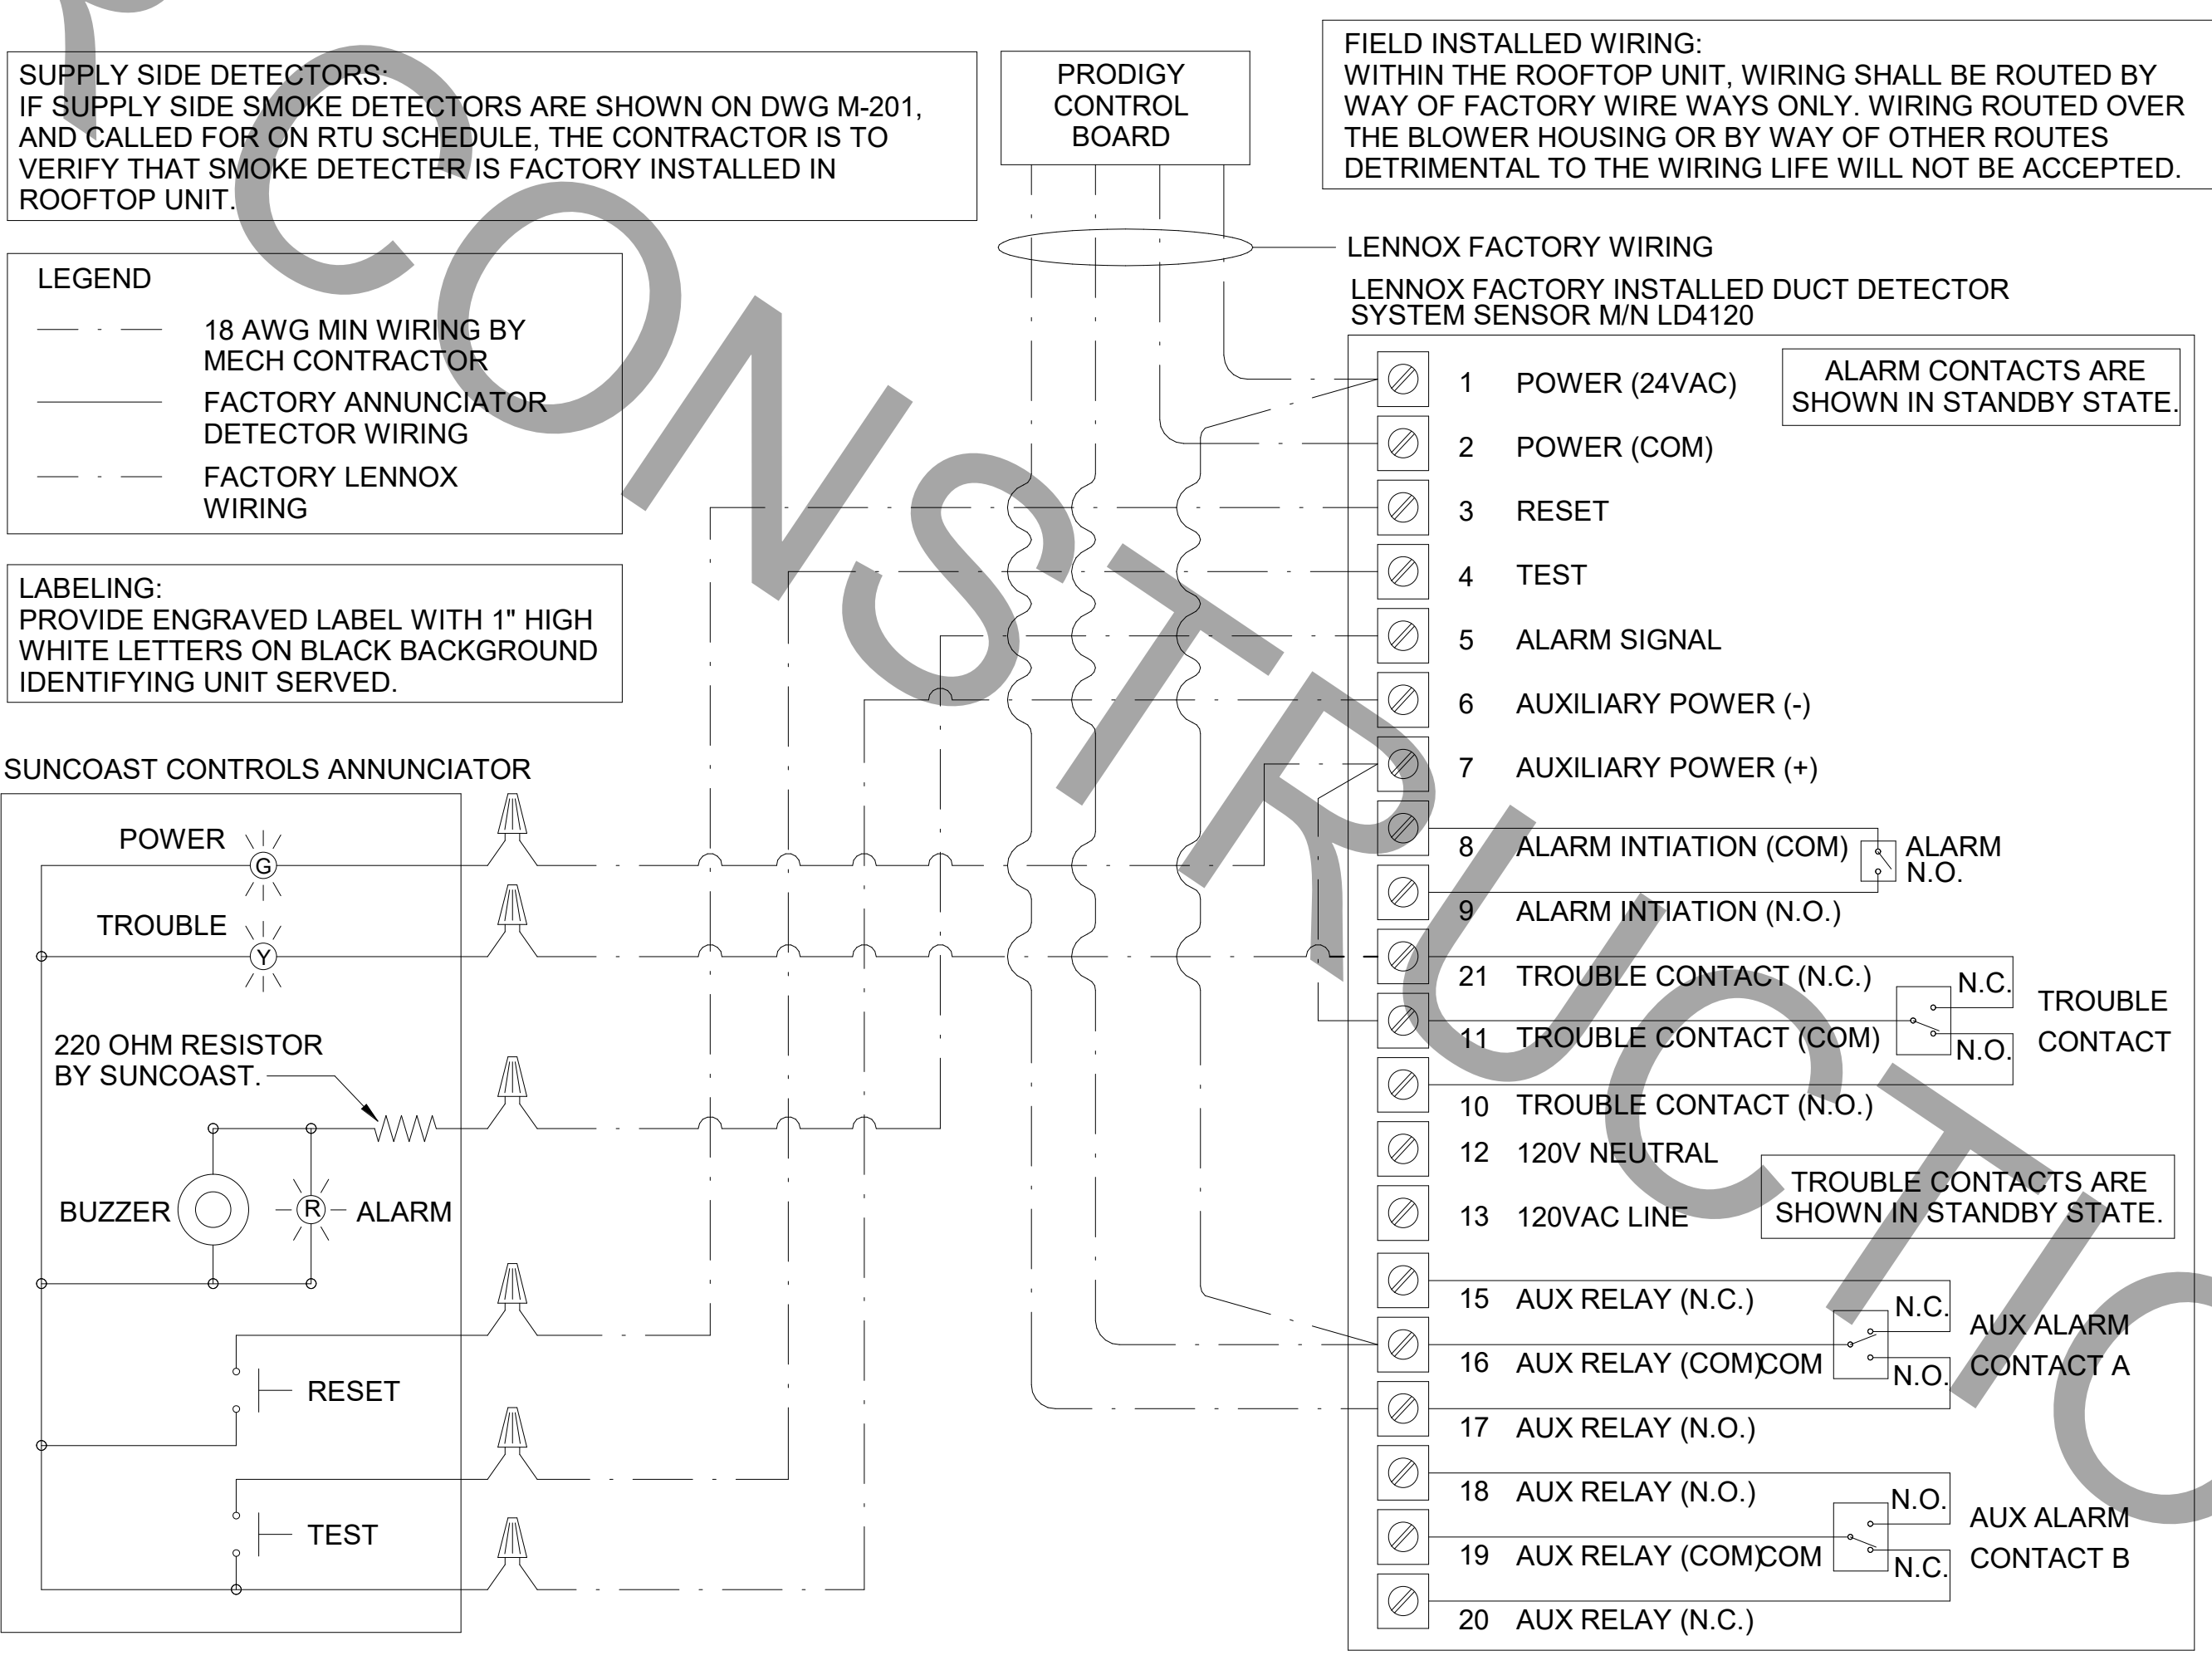 SUPPLY SIDE DETECTORS:
IF SUPPLY SIDE SMOKE DETECTORS ARE SHOWN ON DWG M-201,
AND CALLED FOR ON RTU SCHEDULE, THE CONTRACTOR IS TO
VERIFY THAT SMOKE DETECTER IS FACTORY INSTALLED IN
ROOFTOP UNIT.
PRODIGY
CONTROL
BOARD
FIELD INSTALLED WIRING:
WITHIN THE ROOFTOP UNIT, WIRING SHALL BE ROUTED BY
WAY OF FACTORY WIRE WAYS ONLY. WIRING ROUTED OVER
THE BLOWER HOUSING OR BY WAY OF OTHER ROUTES
DETRIMENTAL TO THE WIRING LIFE WILL NOT BE ACCEPTED.
LEGEND
18 AWG MIN WIRING BY
MECH CONTRACTOR
FACTORY ANNUNCIATOR
DETECTOR WIRING
FACTORY LENNOX
WIRING
LABELING:
PROVIDE ENGRAVED LABEL WITH 1" HIGH
WHITE LETTERS ON BLACK BACKGROUND
IDENTIFYING UNIT SERVED.
LENNOX FACTORY WIRING
LENNOX FACTORY INSTALLED DUCT DETECTOR
SYSTEM SENSOR M/N LD4120
ALARM CONTACTS ARE
SHOWN IN STANDBY STATE.
1 POWER (24VAC)
2 POWER (COM)
3 RESET
4 TEST
5 ALARM SIGNAL
6 AUXILIARY POWER (-)
7 AUXILIARY POWER (+)
8 ALARM INTIATION (COM)
ALARM
N.O.
9 ALARM INTIATION (N.O.)
21 TROUBLE CONTACT (N.C.)
N.C.
TROUBLE
CONTACT
11 TROUBLE CONTACT (COM)
N.O.
10 TROUBLE CONTACT (N.O.)
12 120V NEUTRAL
13 120VAC LINE
TROUBLE CONTACTS ARE
SHOWN IN STANDBY STATE.
15 AUX RELAY (N.C.)
N.C.
AUX ALARM
CONTACT A
16 AUX RELAY (COM)COM
N.O.
17 AUX RELAY (N.O.)
18 AUX RELAY (N.O.)
N.O.
AUX ALARM
CONTACT B
19 AUX RELAY (COM)COM
N.C.
20 AUX RELAY (N.C.)
SUNCOAST CONTROLS ANNUNCIATOR
POWER
G
TROUBLE
Y
220 OHM RESISTOR
BY SUNCOAST.
BUZZER
R
ALARM
RESET
TEST
CONSTRUCTIO